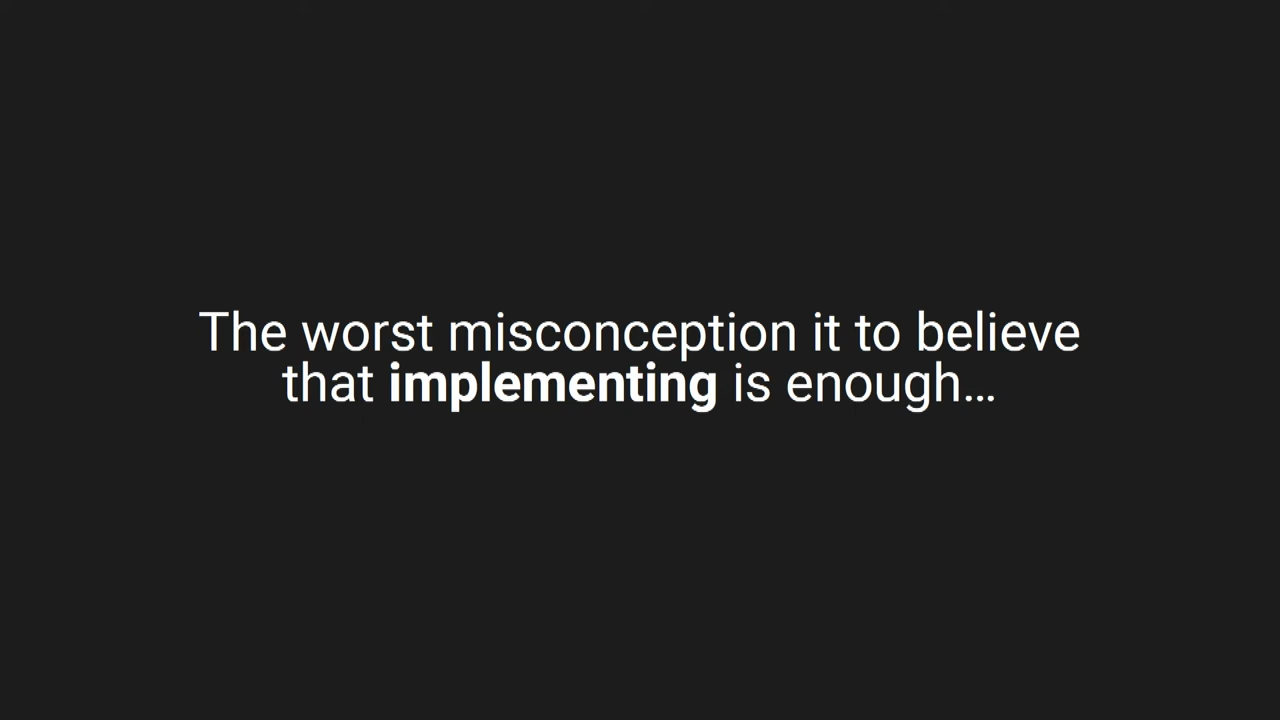 The worst misconception it to believe
that implementing is enough…